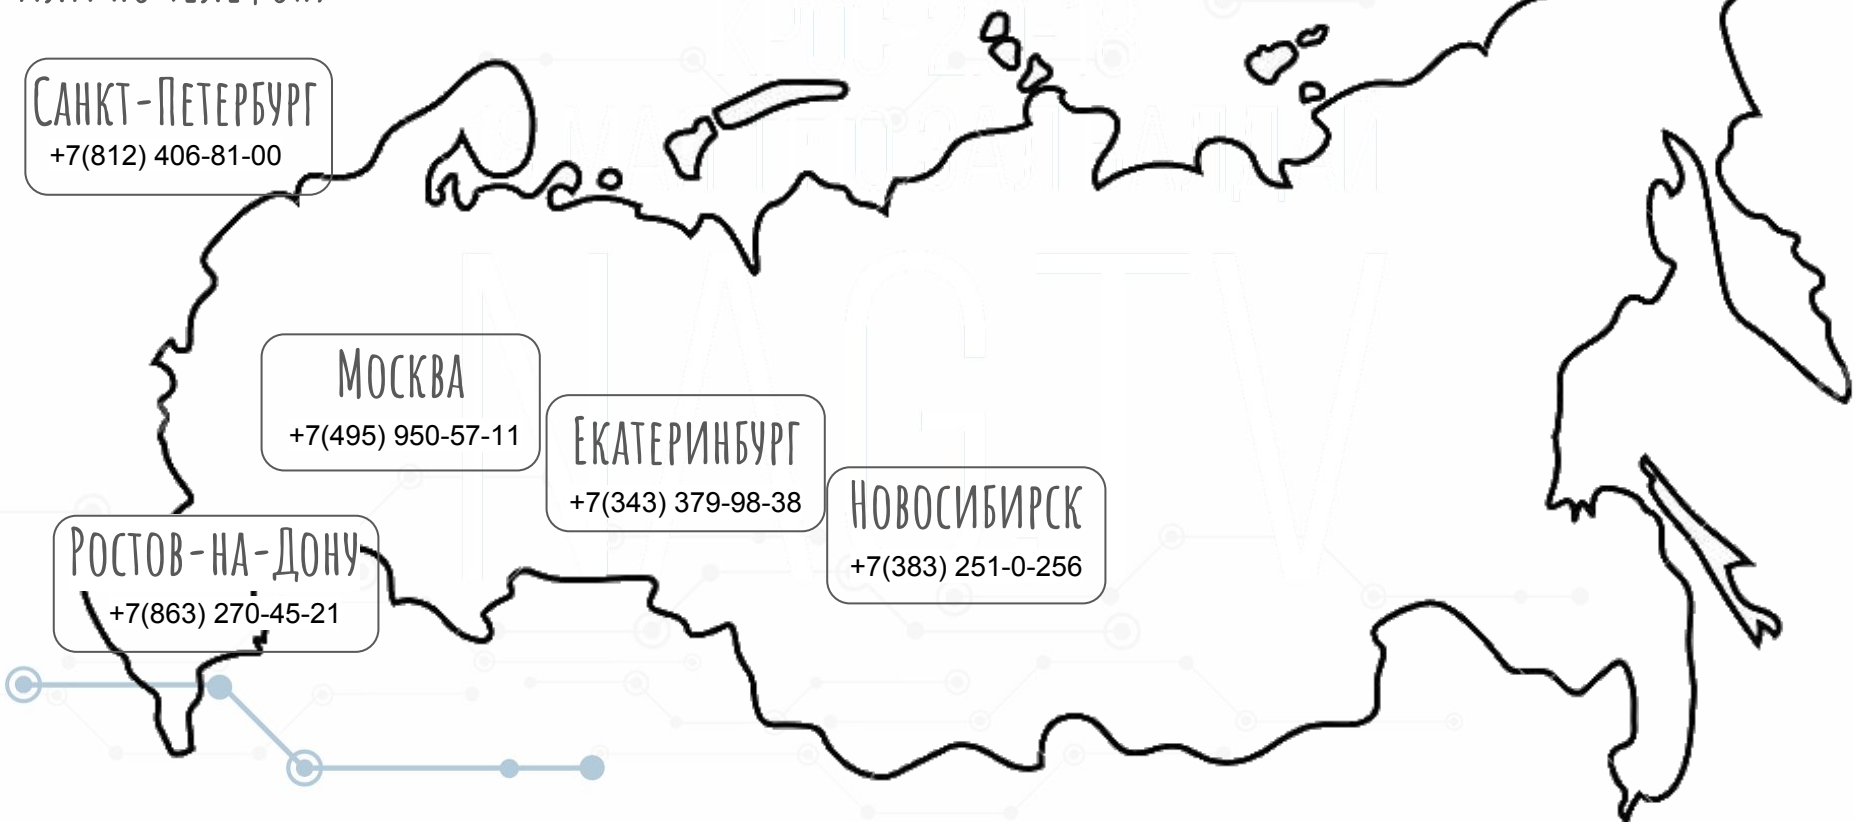 Санкт-Петербург
+7(812) 406-81-00
Москва
+7(495) 950-57-11
Екатеринбург
+7(343) 379-98-38
Новосибирск
+7(383) 251-0-256
Ростов-на-Дону
+7(863) 270-45-21
NAGTV